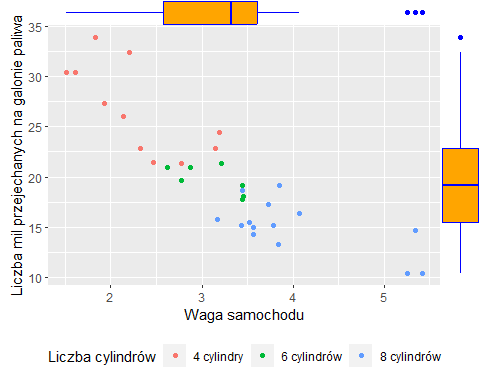 Liczba mil przejechanych na galonie paliwa
35
30
25
20
15
10
2
3
4
5
Waga samochodu
Liczba cylindrów
4 cylindry
6 cylindrów
8 cylindrów